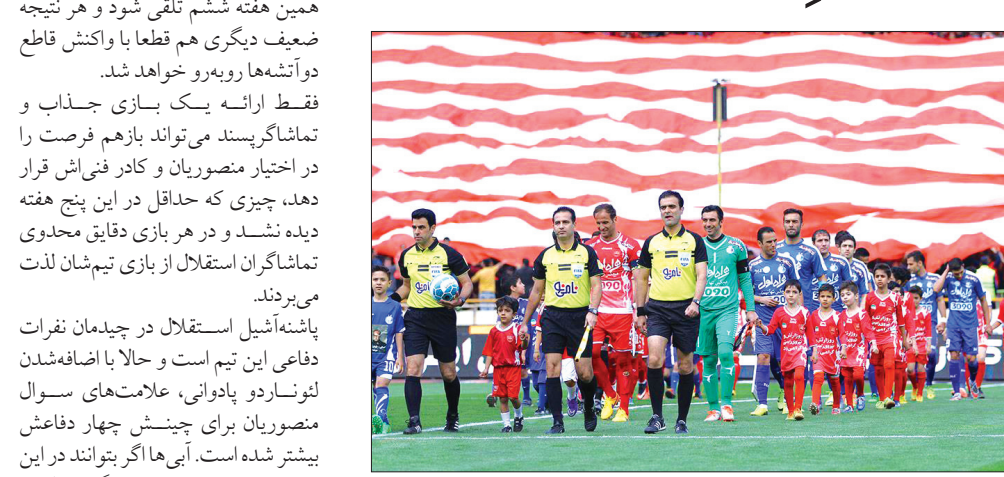 همین هفته ششم تلقی شود و هر نتیجه
ضعیف دیگری هم قطعا با واکنش قاطع
دوآتشه‌ها روبه‌رو خواهد شد.
فقط ارائه یک بازی جذاب و
تماشاگرپسند می‌تواند بازهم فرصت را
در اختیار منصوریان و کادر فنی‌اش قرار
دهد، چیزی که حداقل در این پنج هفته
دیده نشد و در هر بازی دقایق محدوی
تماشاگران استقلال از بازی تیم‌شان لذت
می‌بردند.
پاشنه‌آشیل استقلال در چیدمان نفرات
دفاعی این تیم است و حالا با اضافه‌شدن
لئوناردو پادوانی، علامت‌های سوال
منصوریان برای چینش چهار دفاعش
بیشتر شده است. آبی‌ها اگر بتوانند در این
همراه اول
3090